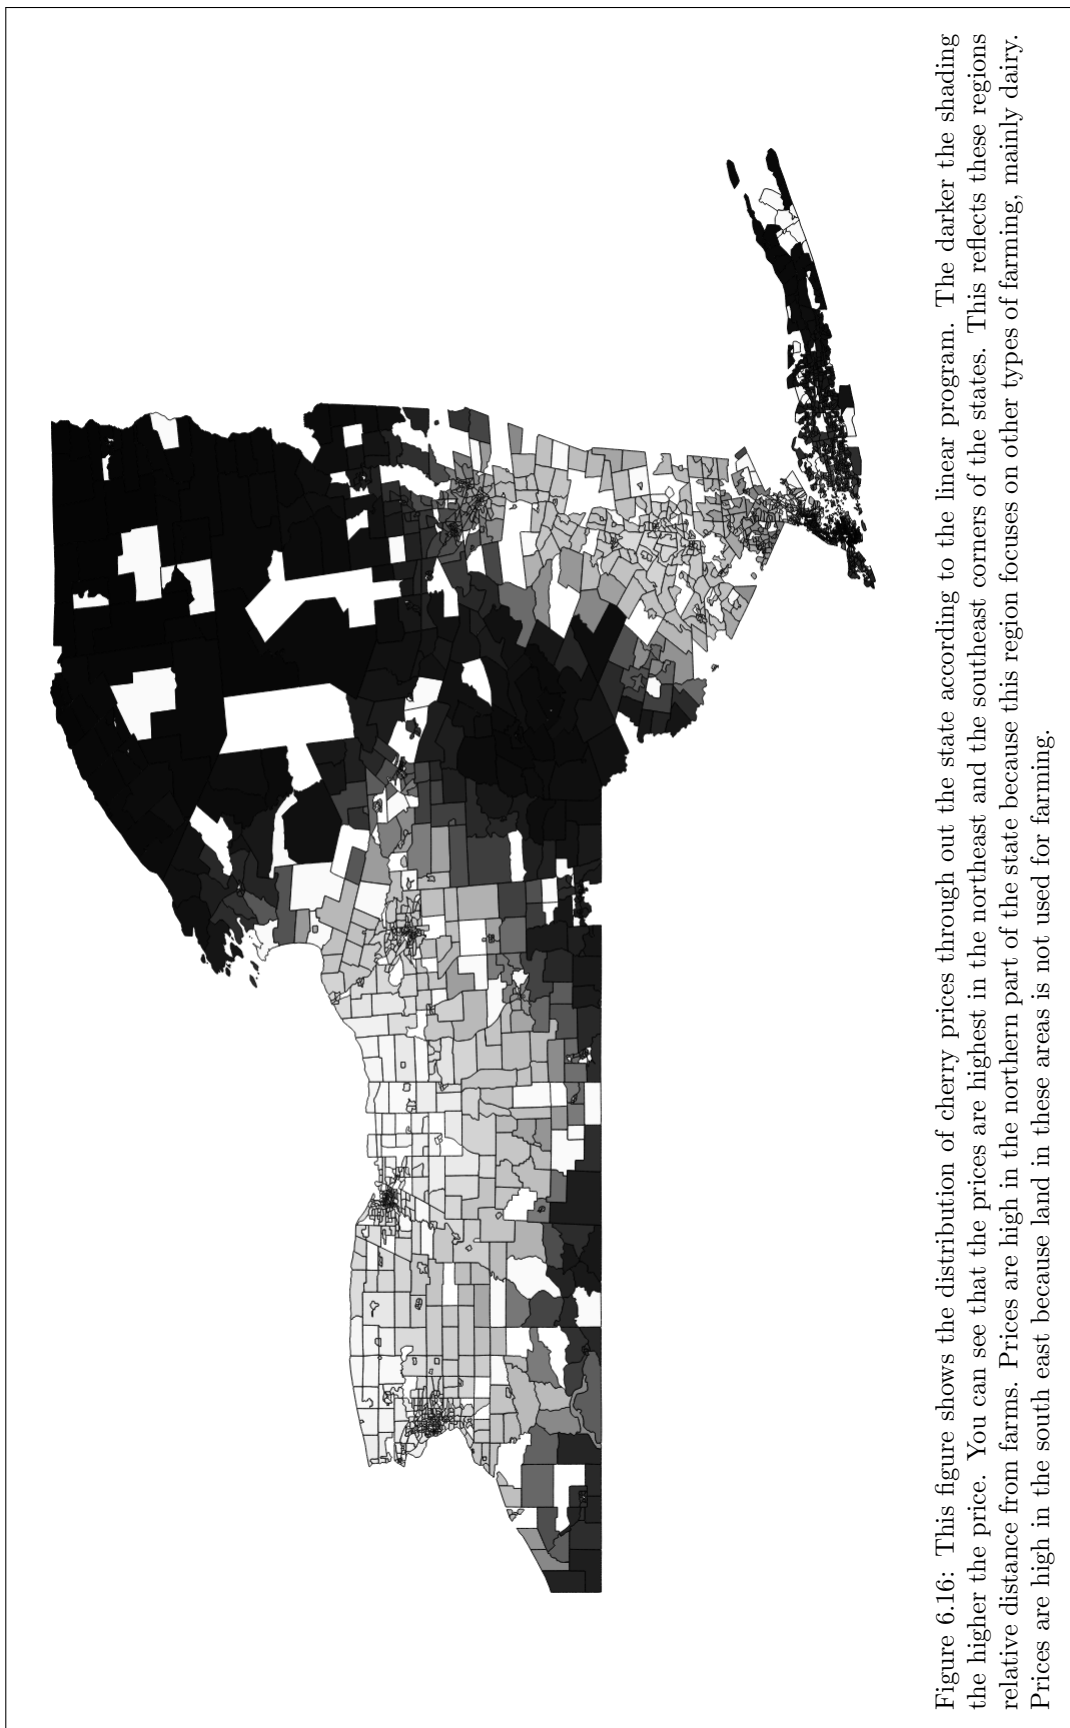 Figure 6.16: This figure shows the distribution of cherry prices through out the state according to the linear program. The darker the shading
the higher the price. You can see that the prices are highest in the northeast and the southeast corners of the states. This reflects these regions
relative distance from farms. Prices are high in the northern part of the state because this region focuses on other types of farming, mainly dairy.
Prices are high in the south east because land in these areas is not used for farming.